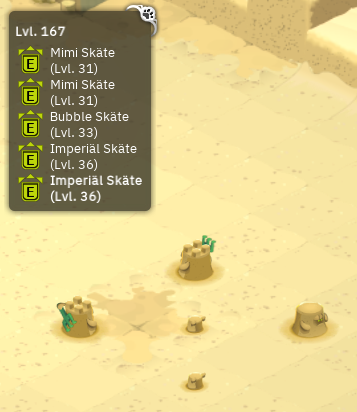 Lvl. 167
E
Mimi Skäte
(Lvl. 31)
E
Mimi Skäte
(Lvl. 31)
E
Bubble Skäte
(Lvl. 33)
E
Imperiäl Skäte
(Lvl. 36)
E
Imperiäl Skäte
(Lvl. 36)